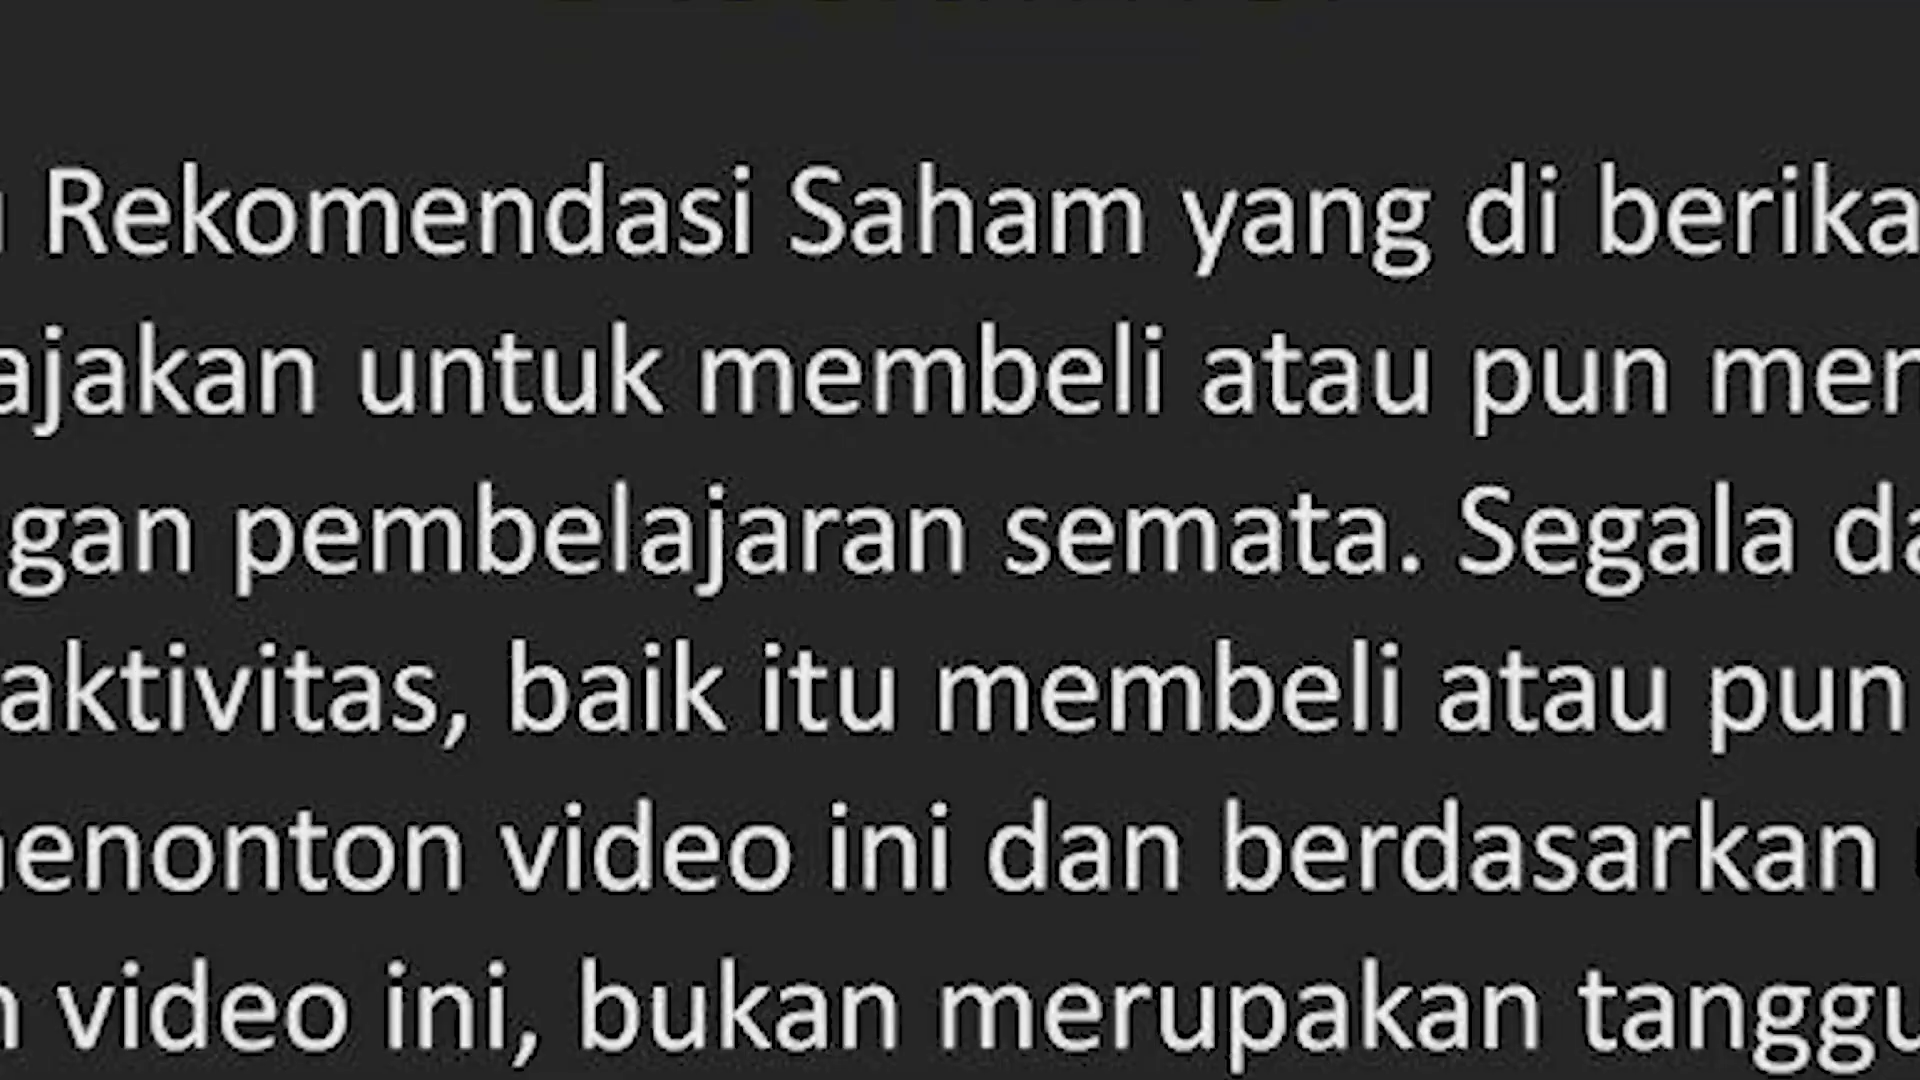 Rekomendasi Saham yang di berika
ajakan untuk membeli atau pun mer
gan pembelajaran semata. Segala da
aktivitas, baik itu membeli atau pun
enonton video ini dan berdasarkan
video ini, bukan merupakan tanggu